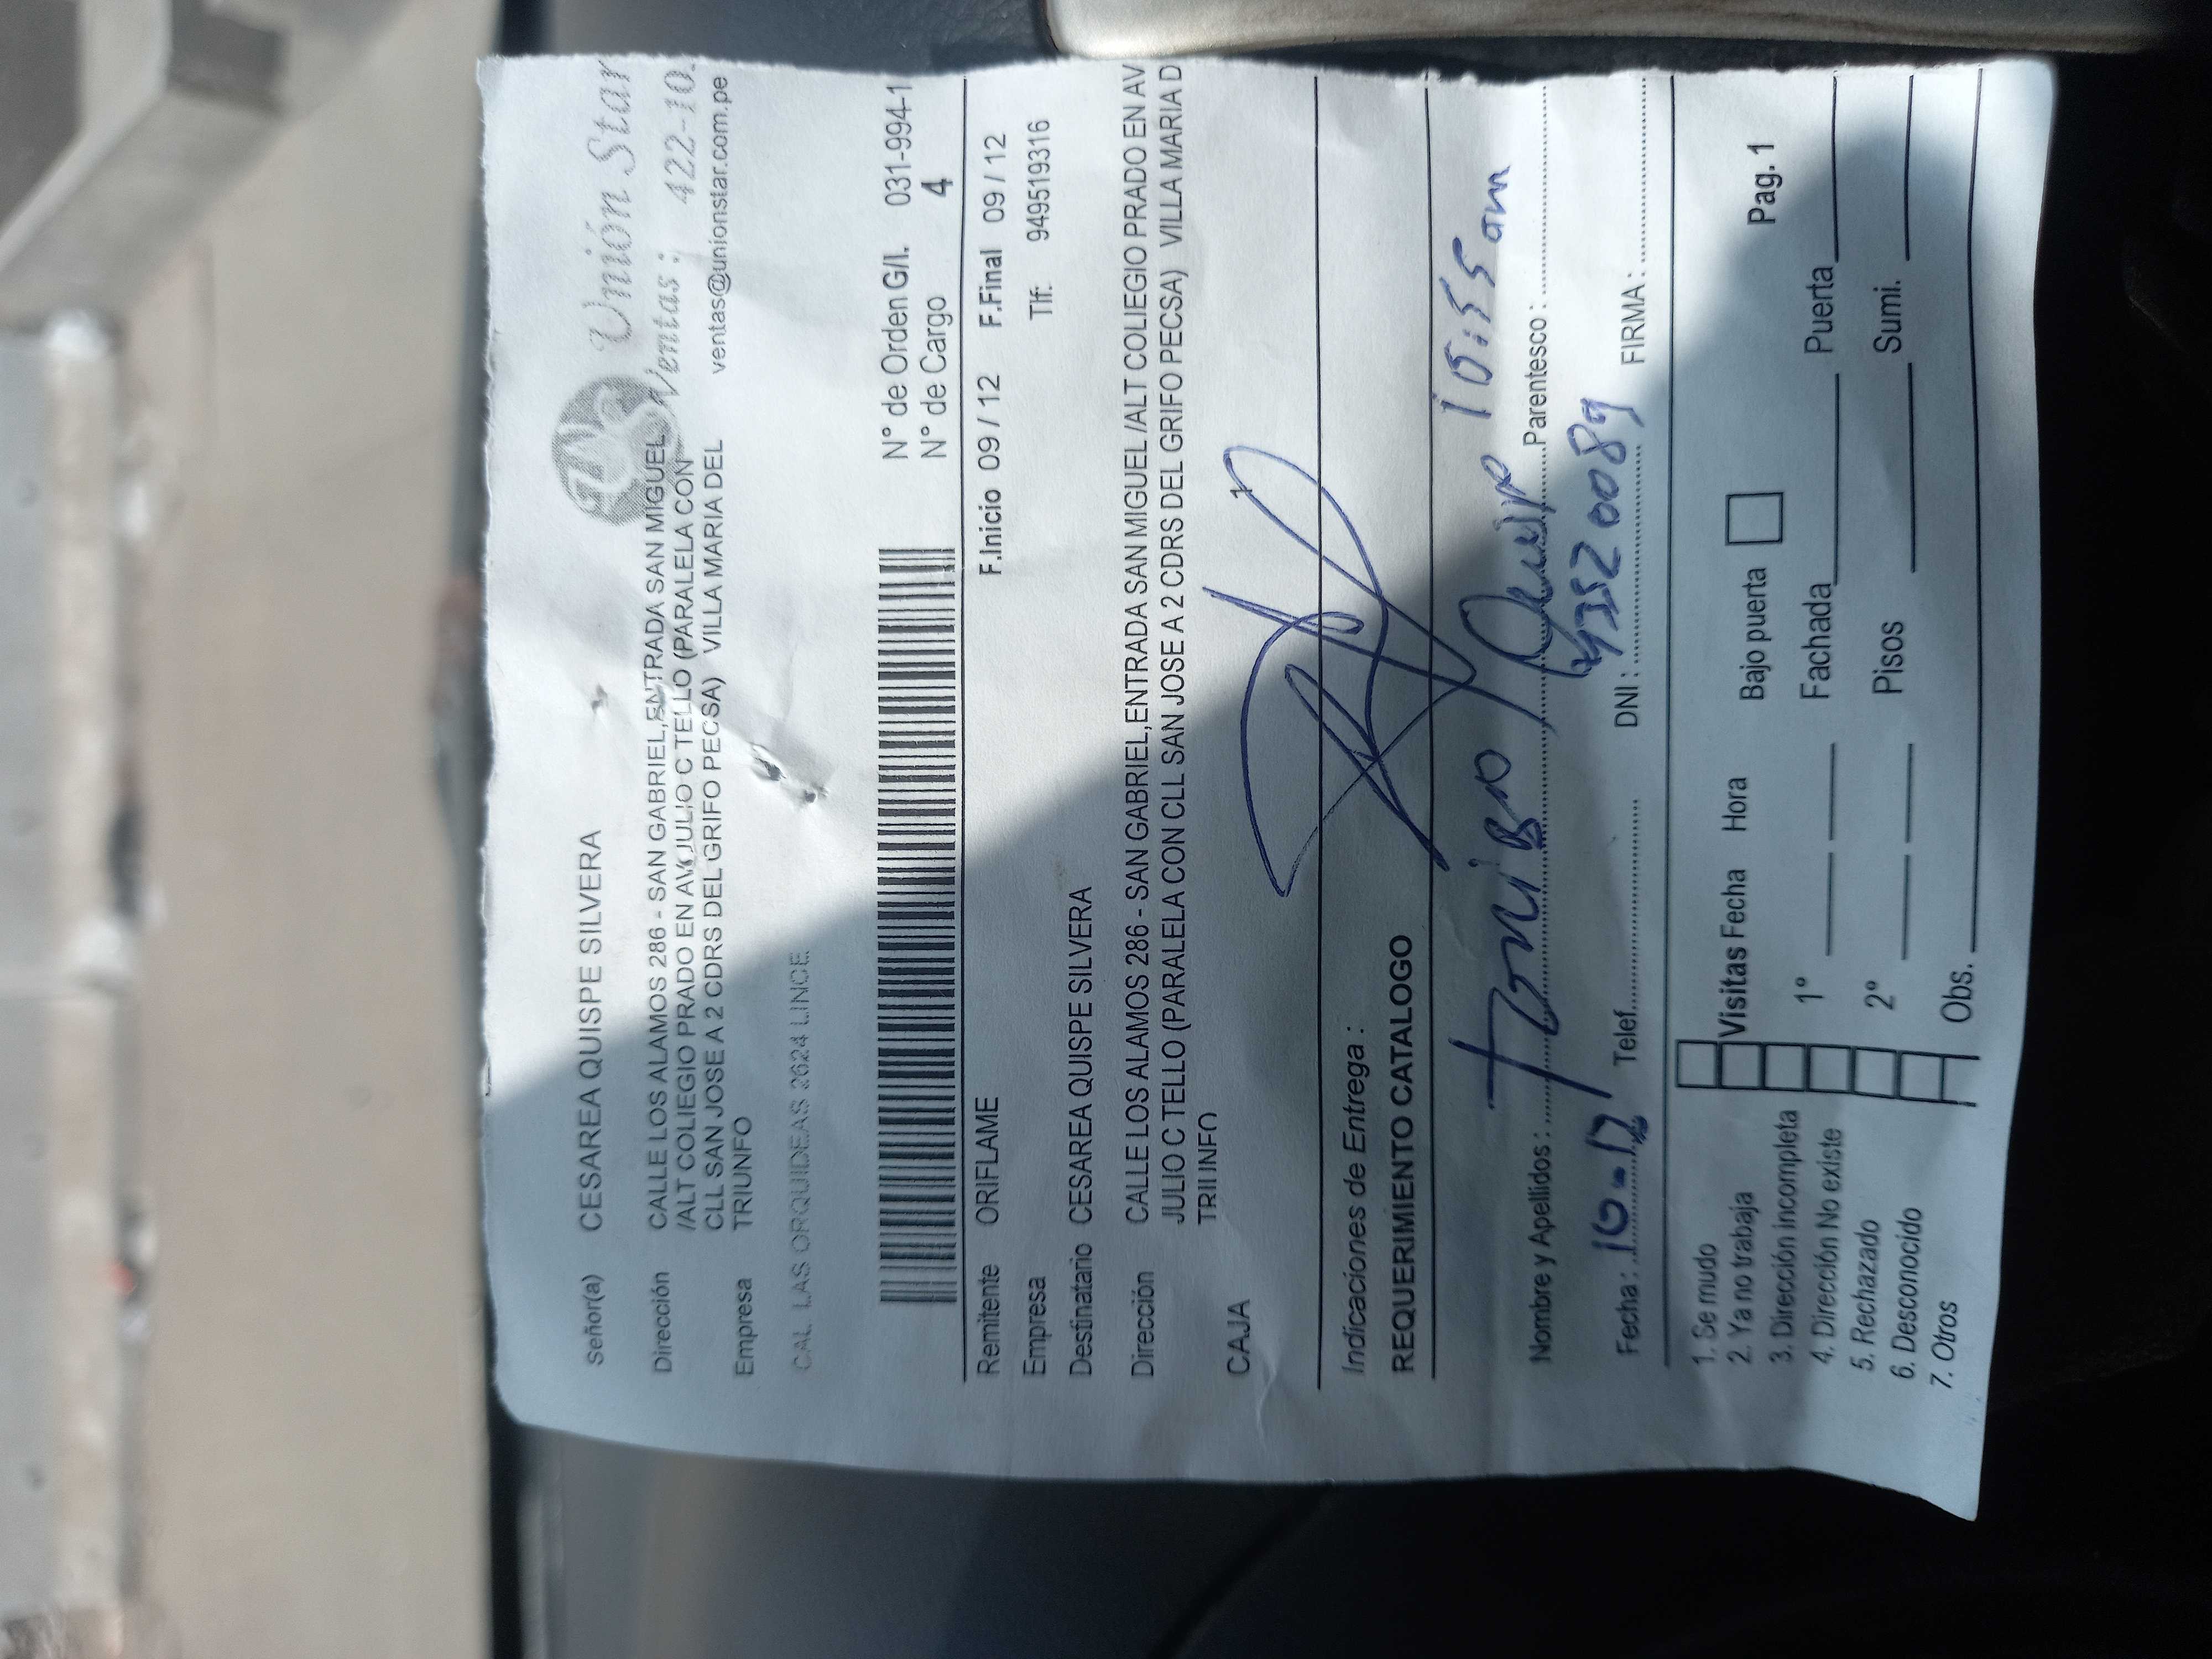 Unión Star
Ventas: 422-10
ventas@unionstar.com.pe
Señor(a) CESAREA QUISPE SILVERA
Dirección CALLE LOS ALAMOS 286 - SAN GABRIEL,ENTRADA SAN MIGUEL
/ALT COLIEGIO PRADO EN AV JULIO C TELLO (PARALELA CON
CLL SAN JOSE A 2 CDRS DEL GRIFO PECSA) VILLA MARIA DEL
Empresa TRIUNFO
CAL. LAS ORQUIDEAS 2624 LINCE
N° de Orden G/I. 031-994-1
N° de Cargo 4
Remitente ORIFLAME F.Inicio 09 / 12 F.Final 09 / 12
Empresa Tlf: 949519316
Destinatario CESAREA QUISPE SILVERA
Dirección CALLE LOS ALAMOS 286 - SAN GABRIEL,ENTRADA SAN MIGUEL /ALT COLIEGIO PRADO EN AV
JULIO C TELLO (PARALELA CON CLL SAN JOSE A 2 CDRS DEL GRIFO PECSA) VILLA MARIA D
TRIUNFO
CAJA
Indicaciones de Entrega :
REQUERIMIENTO CATALOGO
am
Nombre y Apellidos : Parentesco :
Fecha : 10-12 Telef. DNI : FIRMA :
1. Se mudo Visitas Fecha Hora Bajo puerta Pag. 1
2. Ya no trabaja
3. Dirección incompleta 1° Fachada Puerta
4. Dirección No existe
5. Rechazado 2° Pisos Sumi.
6. Desconocido
7. Otros Obs.